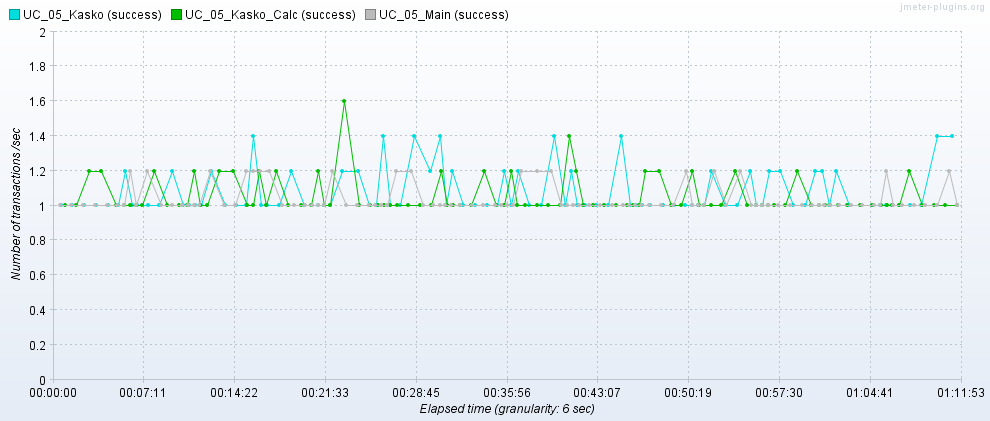 UC_05_Kasko (success) UC_05_Kasko_Calc (success) UC_05_Main (success)
jmeter-plugins.org
Number of transactions/sec
2
1.8
1.6
1.4
1.2
1
0.8
0.6
0.4
0.2
0
00:00:00 00:07:11 00:14:22 00:21:33 00:28:45 00:35:56 00:43:07 00:50:19 00:57:30 01:04:41 01:11:53
Elapsed time (granularity: 6 sec)